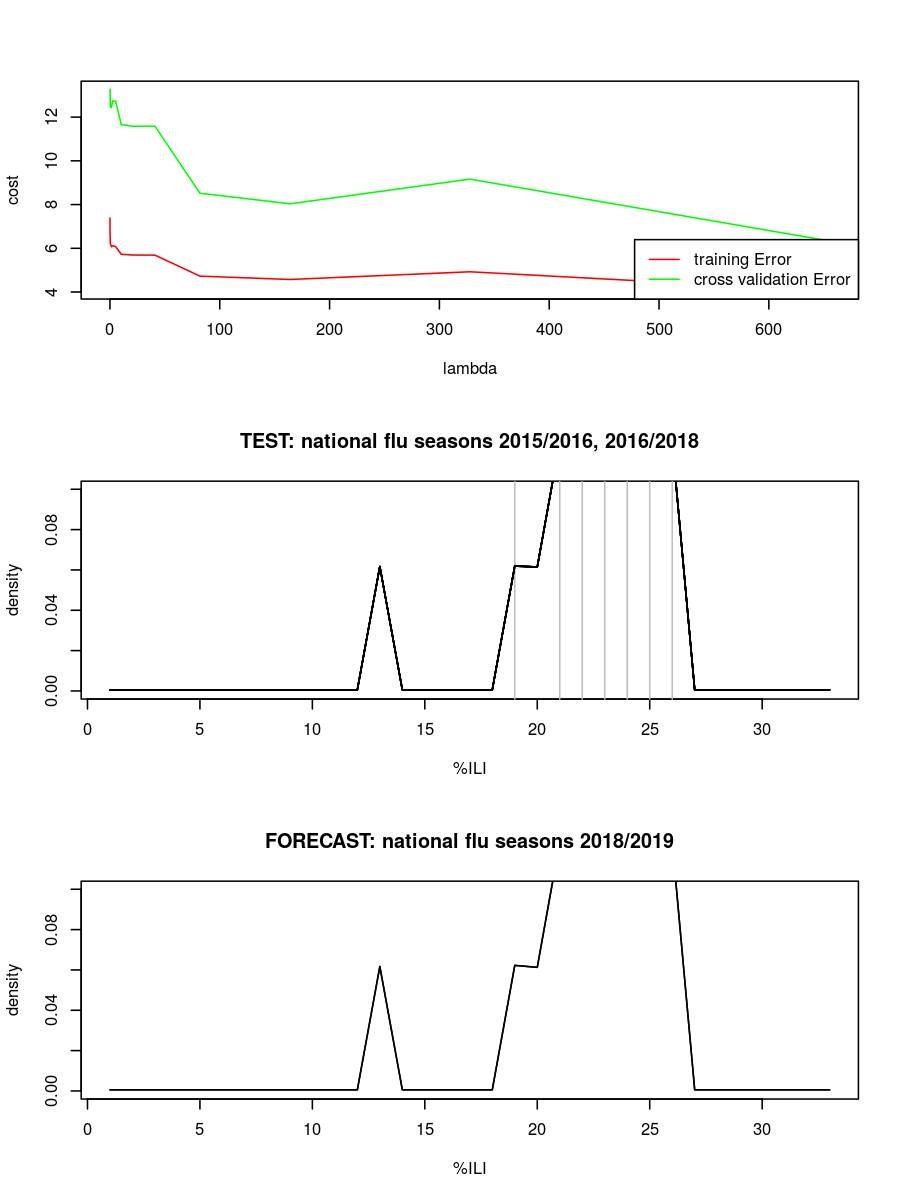 12
10
8
6
4
cost
training Error
cross validation Error
0 100 200 300 400 500 600
lambda
TEST: national flu seasons 2015/2016, 2016/2018
0.08
0.04
0.00
density
0 5 10 15 20 25 30
%ILI
FORECAST: national flu seasons 2018/2019
0.08
0.04
0.00
density
0 5 10 15 20 25 30
%ILI